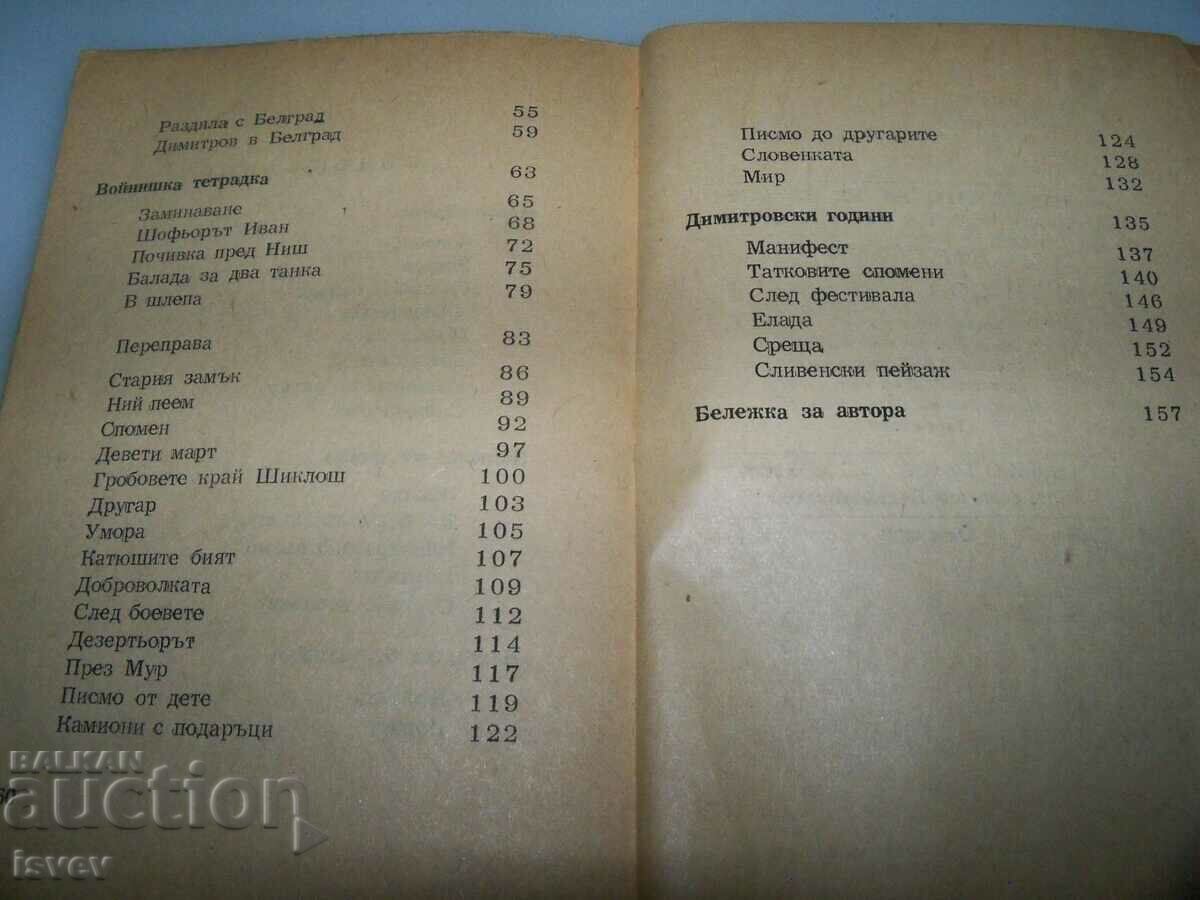 Раздяла с Белград 55
Димитров в Белград 59
Войнишка тетрадка 63
Заминаване 65
Шофьорът Иван 68
Почивка пред Ниш 72
Балада за два танка 75
В шлепа 79
Переправа 83
Стария замък 86
Ний пеем 89
Спомен 92
Девети март 97
Гробовете край Шиклош 100
Другар 103
Умора 105
Катюшите бият 107
Доброволката 109
След боевете 112
Дезертьорът 114
През Мур 117
Писмо от дете 119
Камиони с подаръци 122
Писмо до другарите 124
Словенката 128
Мир 132
Димитровски години 135
Манифест 137
Татковите спомени 140
След фестивала 146
Елада 149
Среща 152
Сливенски пейзаж 154
Бележка за автора 157
BALKAN
auction
isvev